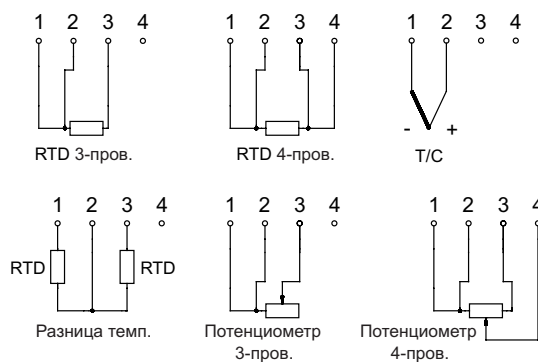 1 2 3 4
1 2 3 4
1 2 3 4
- +
RTD 3-пров.
RTD 4-пров.
T/C
1 2 3 4
1 2 3 4
1 2 3 4
RTD RTD
Разница темп.
Потенциометр
3-пров.
Потенциометр
4-пров.